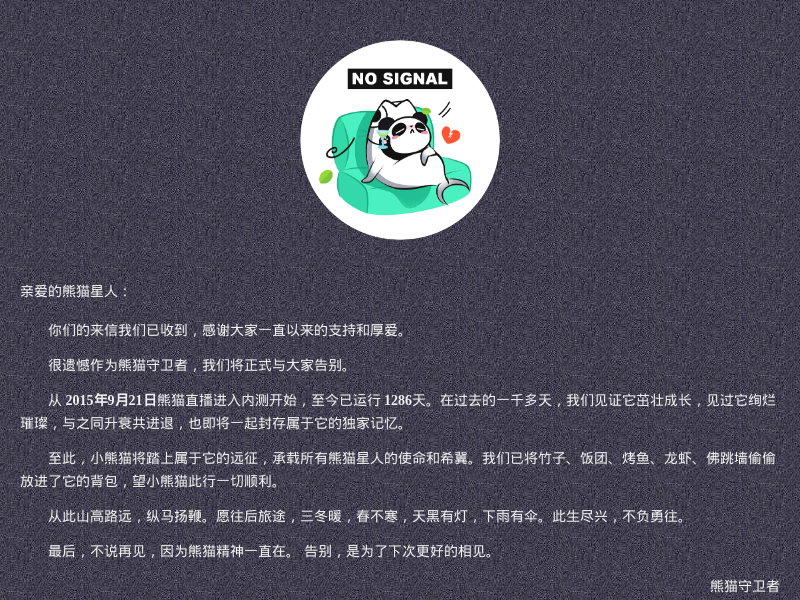 NO SIGNAL
亲爱的熊猫星人：
你们的来信我们已收到，感谢大家一直以来的支持和厚爱。
很遗憾作为熊猫守卫者，我们将正式与大家告别。
从 2015年9月21日熊猫直播进入内测开始，至今已运行 1286天。在过去的一千多天，我们见证它茁壮成长，见过它绚烂
璀璨，与之同升衰共进退，也即将一起封存属于它的独家记忆。
至此，小熊猫将踏上属于它的远征，承载所有熊猫星人的使命和希冀。我们已将竹子、饭团、烤鱼、龙虾、佛跳墙偷偷
放进了它的背包，望小熊猫此行一切顺利。
从此山高路远，纵马扬鞭。愿往后旅途，三冬暖，春不寒，天黑有灯，下雨有伞。此生尽兴，不负勇往。
最后，不说再见，因为熊猫精神一直在。 告别，是为了下次更好的相见。
熊猫守卫者